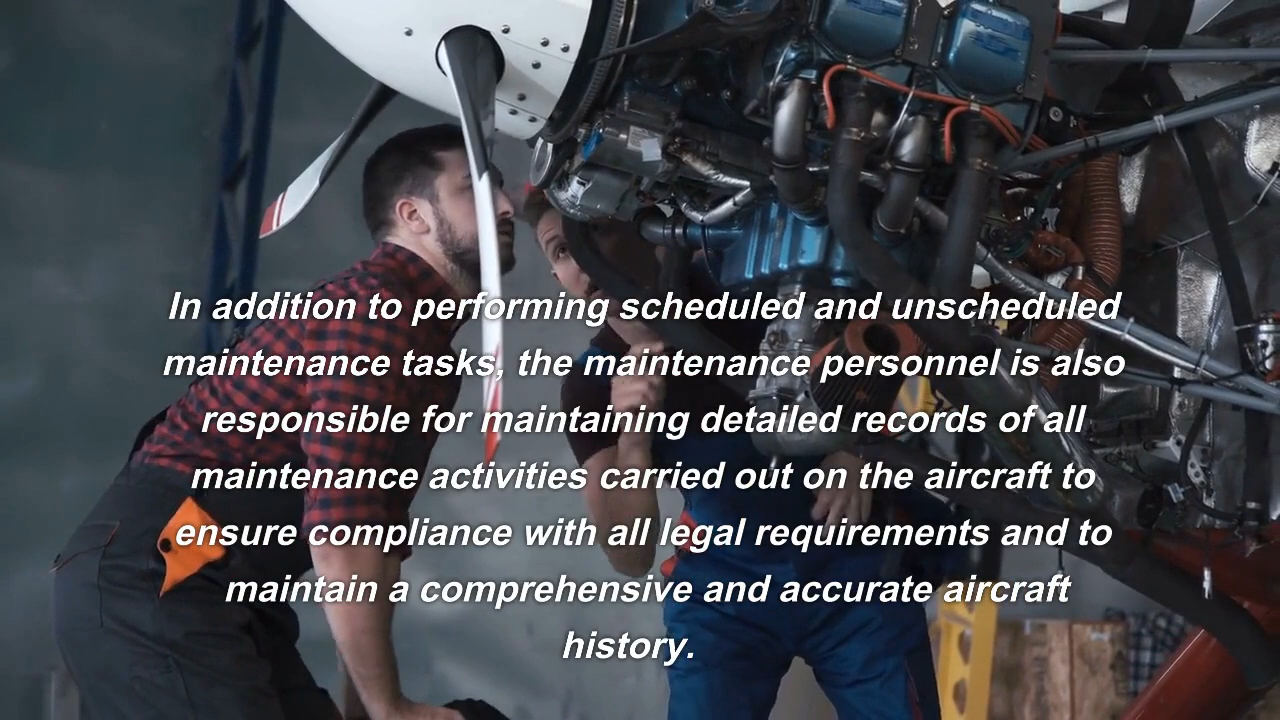 In addition to performing scheduled and unscheduled
maintenance tasks, the maintenance personnel is also
responsible for maintaining detailed records of all
maintenance activities carried out on the aircraft to
ensure compliance with all legal requirements and to
maintain a comprehensive and accurate aircraft
history.